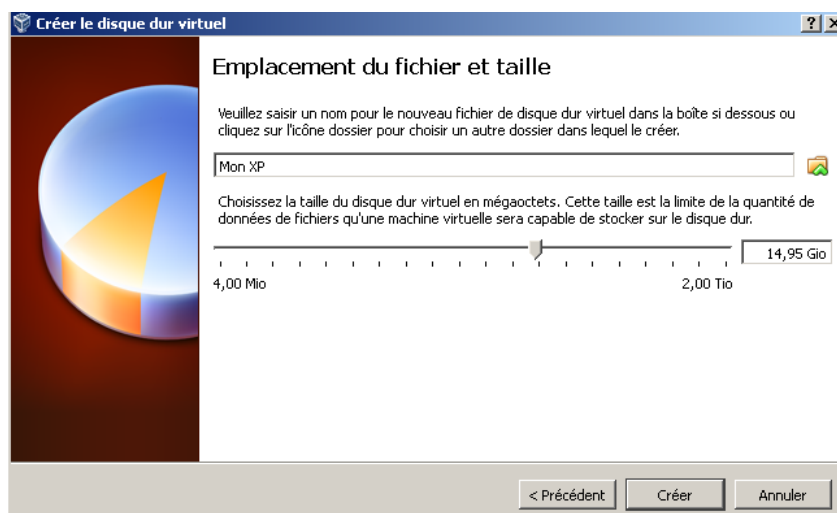 Créer le disque dur virtuel
Emplacement du fichier et taille
Veuillez saisir un nom pour le nouveau fichier de disque dur virtuel dans la boîte si dessous ou
cliquez sur l'icône dossier pour choisir un autre dossier dans lequel le créer.
Mon XP
Choisissez la taille du disque dur virtuel en mégaoctets. Cette taille est la limite de la quantité de
données de fichiers qu'une machine virtuelle sera capable de stocker sur le disque dur.
14,95 Gio
4,00 Mio 2,00 Tio
< Précédent Créer Annuler